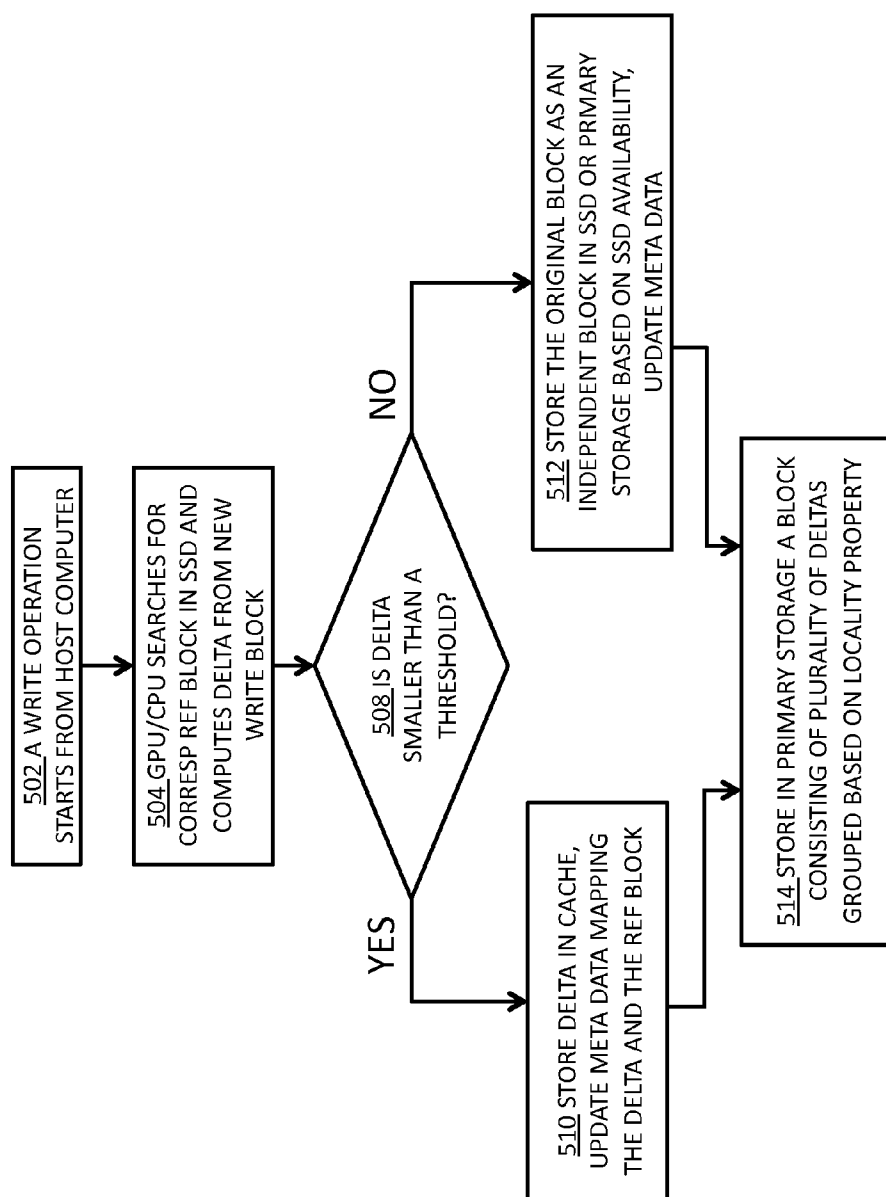 502 A WRITE OPERATION
STARTS FROM HOST COMPUTER
504 GPU/CPU SEARCHES FOR
CORRESP REF BLOCK IN SSD AND
COMPUTES DELTA FROM NEW
WRITE BLOCK
508 IS DELTA
SMALLER THAN A
THRESHOLD?
YES
NO
510 STORE DELTA IN CACHE,
UPDATE META DATA MAPPING
THE DELTA AND THE REF BLOCK
512 STORE THE ORIGINAL BLOCK AS AN
INDEPENDENT BLOCK IN SSD OR PRMARY
STORAGE BASED ON SSD AVAILABILITY,
UPDATE META DATA
514 STORE IN PRIMARY STORAGE A BLOCK
CONSISTING OF PLURALITY OF DELTAS
GROUPED BASED ON LOCALITY PROPERTY